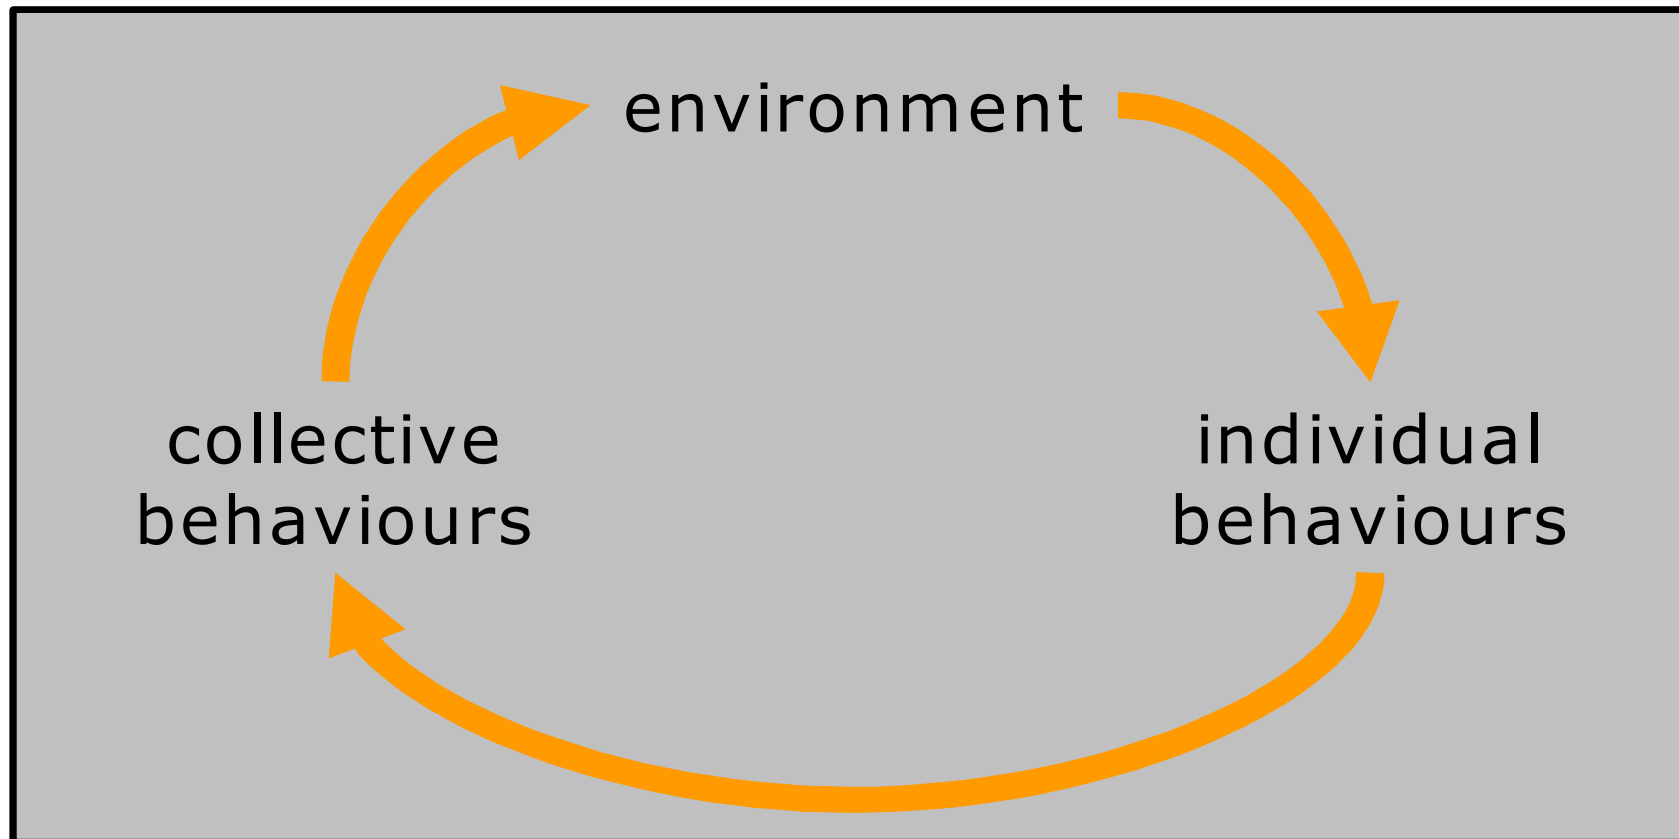 environment
collective
behaviours
individual
behaviours